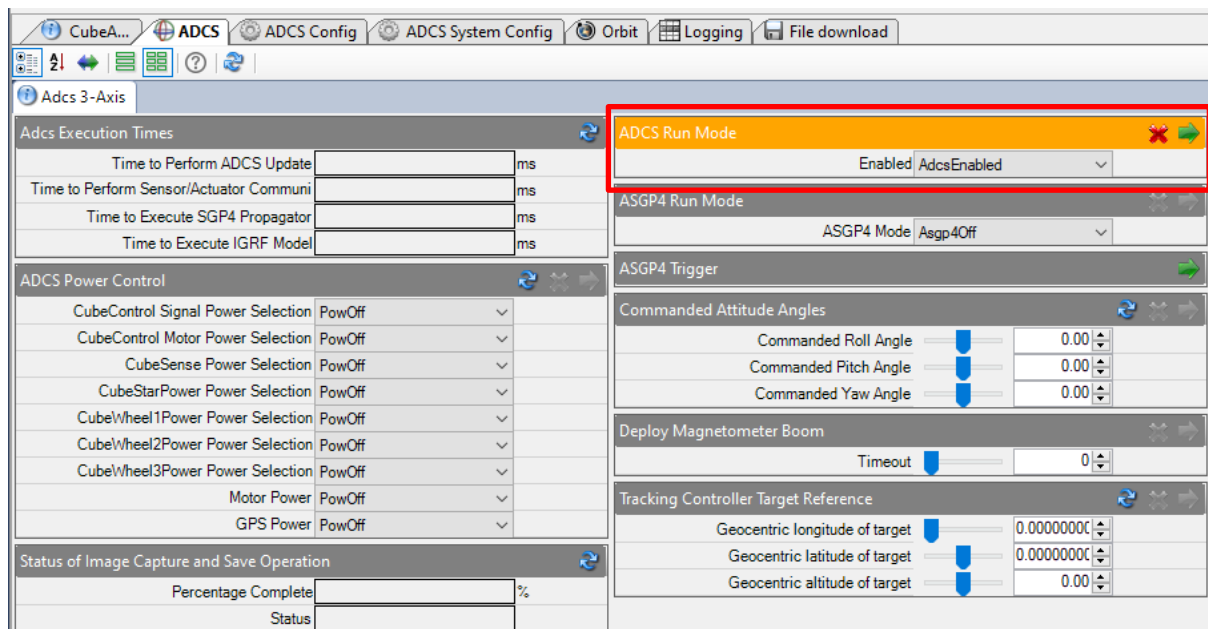 CubeA... ADCS ADCS Config ADCS System Config Orbit Logging File download
Adcs 3-Axis
Adcs Execution Times
Time to Perform ADCS Update ms
Time to Perform Sensor/Actuator Communi ms
Time to Execute SGP4 Propagator ms
Time to Execute IGRF Model ms
ADCS Power Control
CubeControl Signal Power Selection PowOff
CubeControl Motor Power Selection PowOff
CubeSense Power Selection PowOff
CubeStarPower Power Selection PowOff
CubeWheel1Power Power Selection PowOff
CubeWheel2Power Power Selection PowOff
CubeWheel3Power Power Selection PowOff
Motor Power PowOff
GPS Power PowOff
Status of Image Capture and Save Operation
Percentage Complete %
Status
ADCS Run Mode
Enabled AdcsEnabled
ASGP4 Run Mode
ASGP4 Mode Asgp4Off
ASGP4 Trigger
Commanded Attitude Angles
Commanded Roll Angle 0.00
Commanded Pitch Angle 0.00
Commanded Yaw Angle 0.00
Deploy Magnetometer Boom
Timeout 0
Tracking Controller Target Reference
Geocentric longitude of target 0.0000000
Geocentric latitude of target 0.0000000
Geocentric altitude of target 0.00